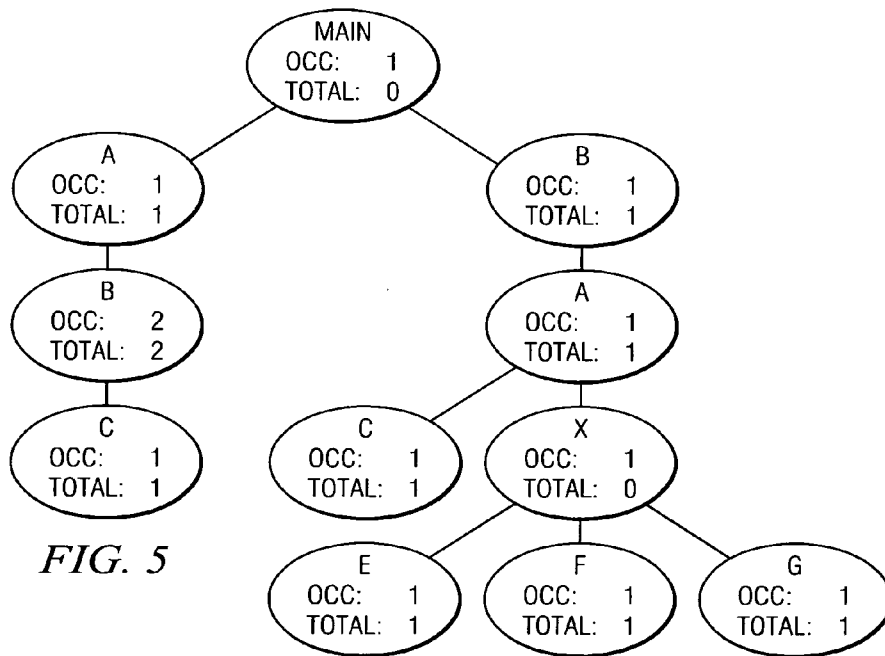 MAIN
OCC: 1
TOTAL: 0
A
OCC: 1
TOTAL: 1
B
OCC: 1
TOTAL: 1
B
OCC: 2
TOTAL: 2
A
OCC: 1
TOTAL: 1
C
OCC: 1
TOTAL: 1
C
OCC: 1
TOTAL: 1
X
OCC: 1
TOTAL: 0
E
OCC: 1
TOTAL: 1
F
OCC: 1
TOTAL: 1
G
OCC: 1
TOTAL: 1
FIG. 5